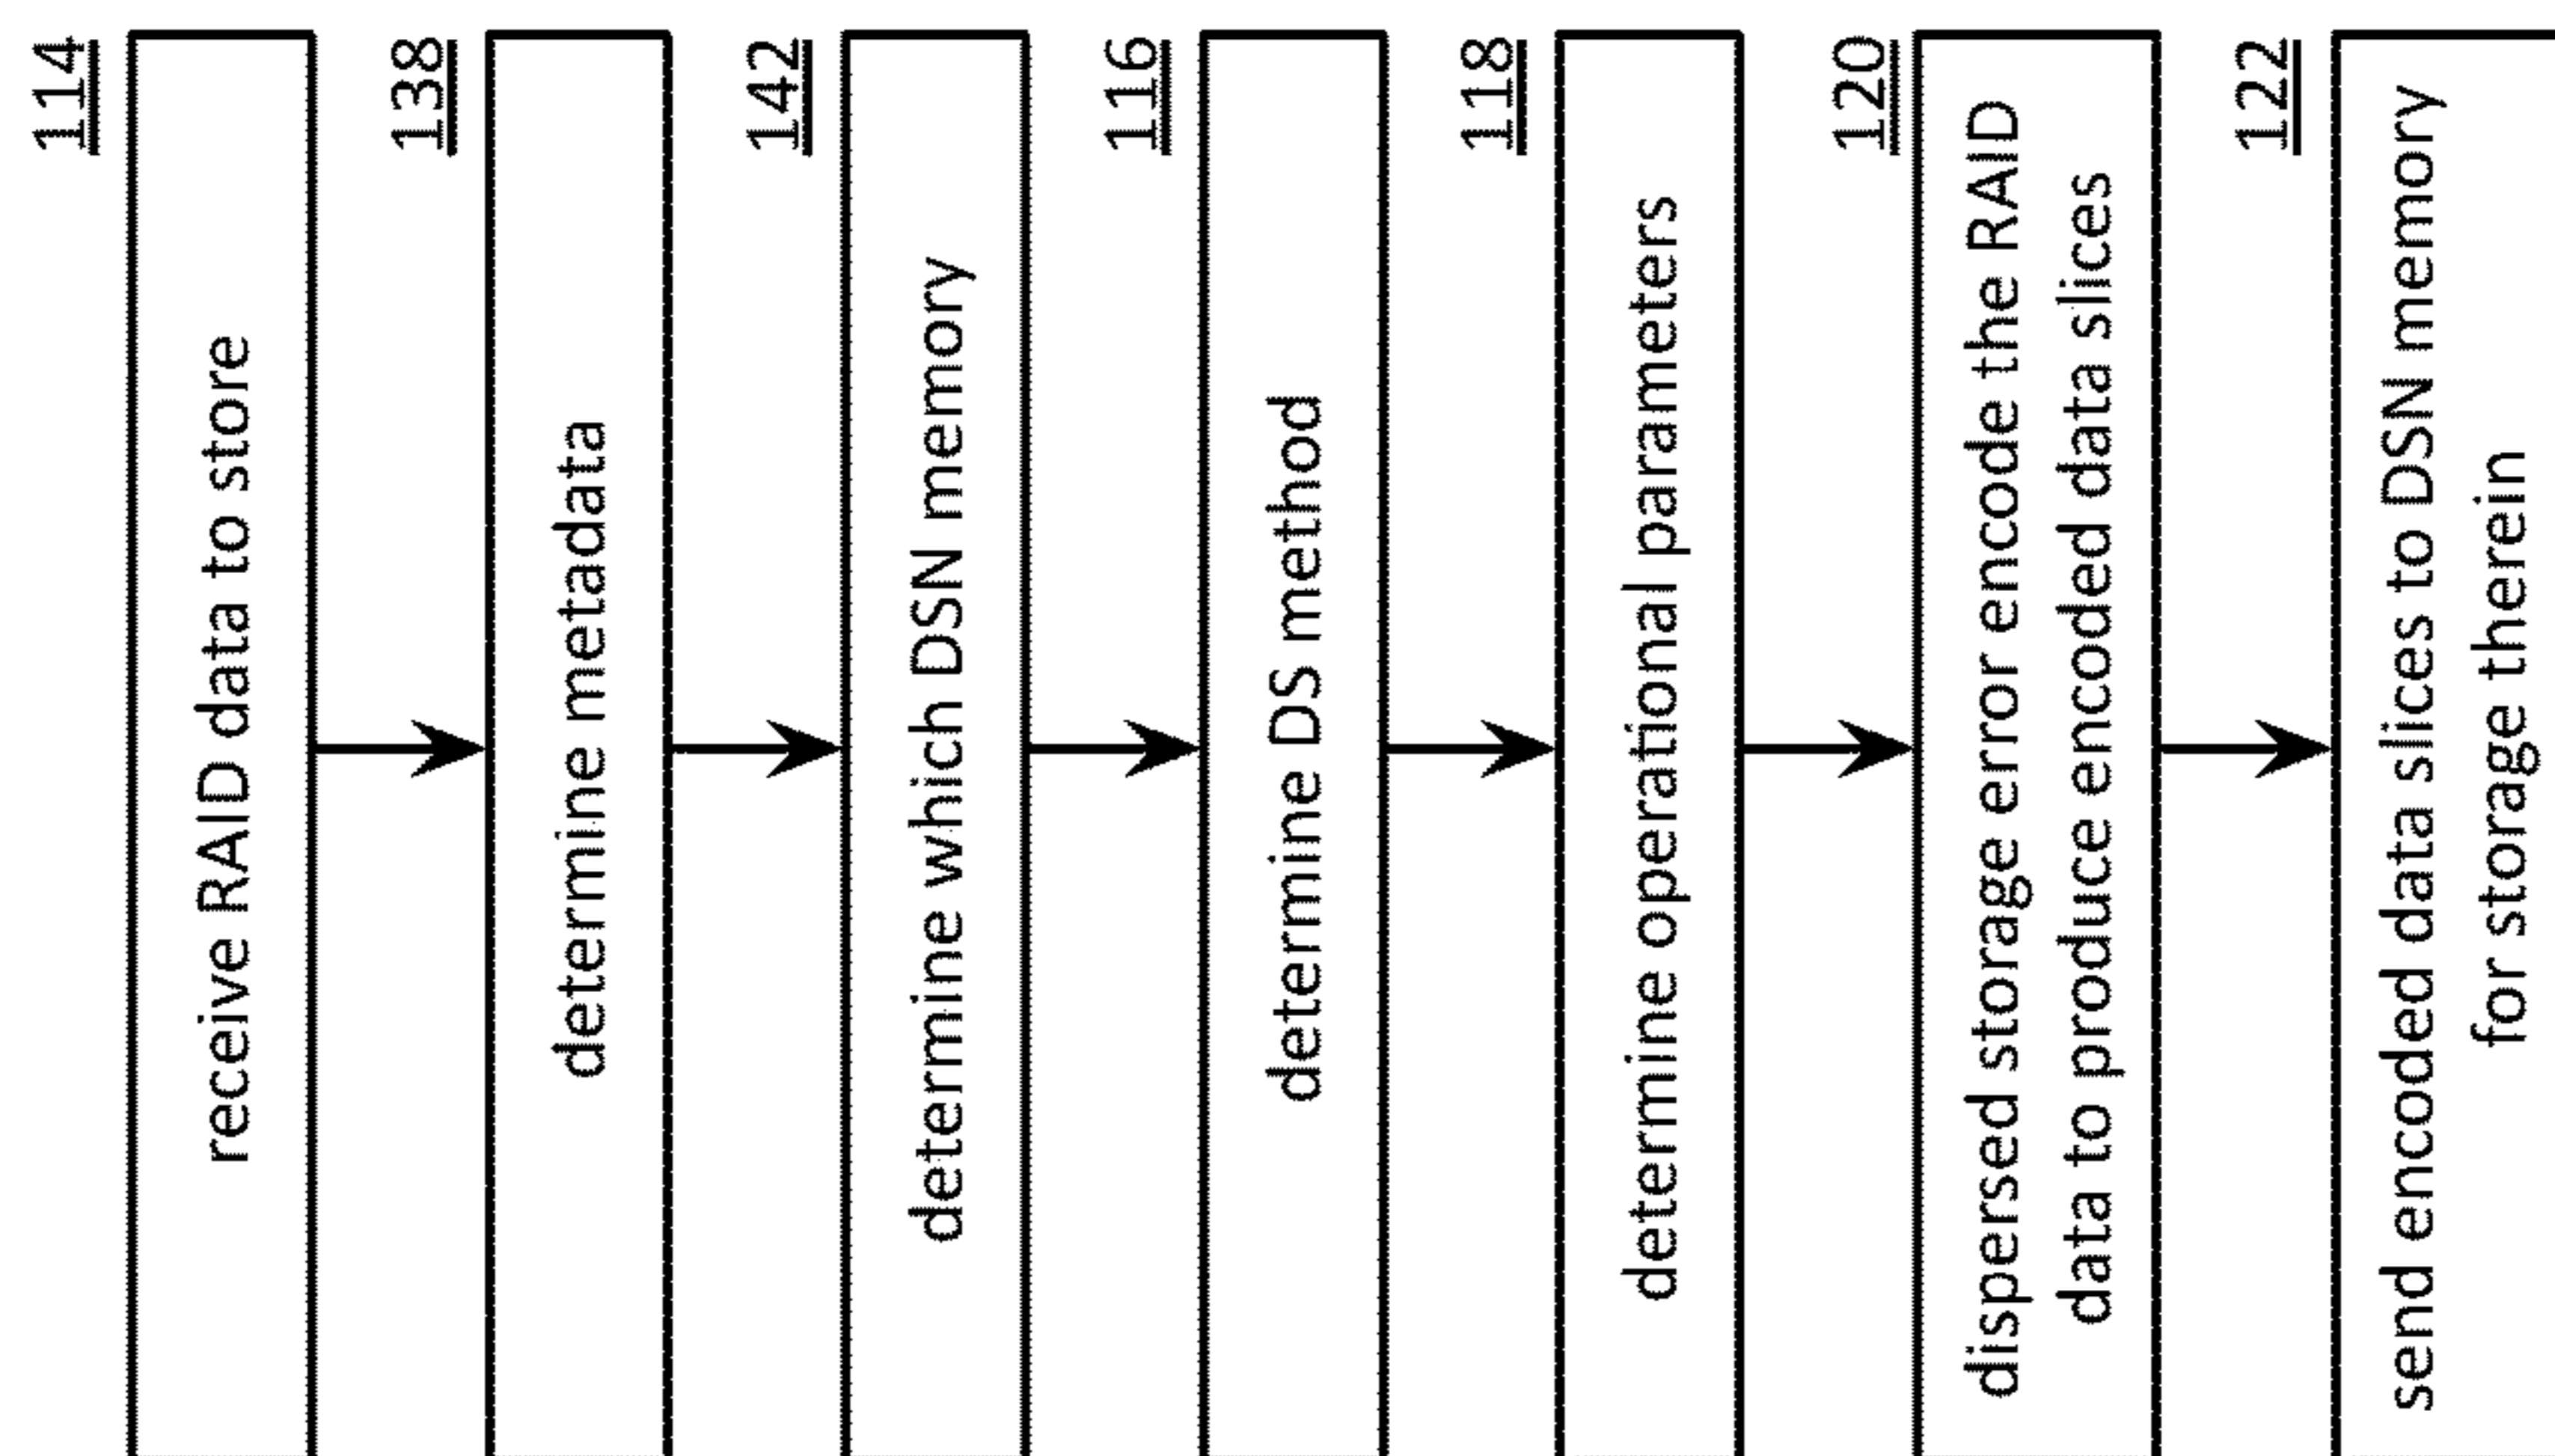 114
receive RAID data to store
138
determine metadata
142
determine which DSN memory
116
determine DS method
118
determine operational parameters
120
dispersed storage error encode the RAID
data to produce encoded data slices
122
send encoded data slices to DSN memory
for storage therein